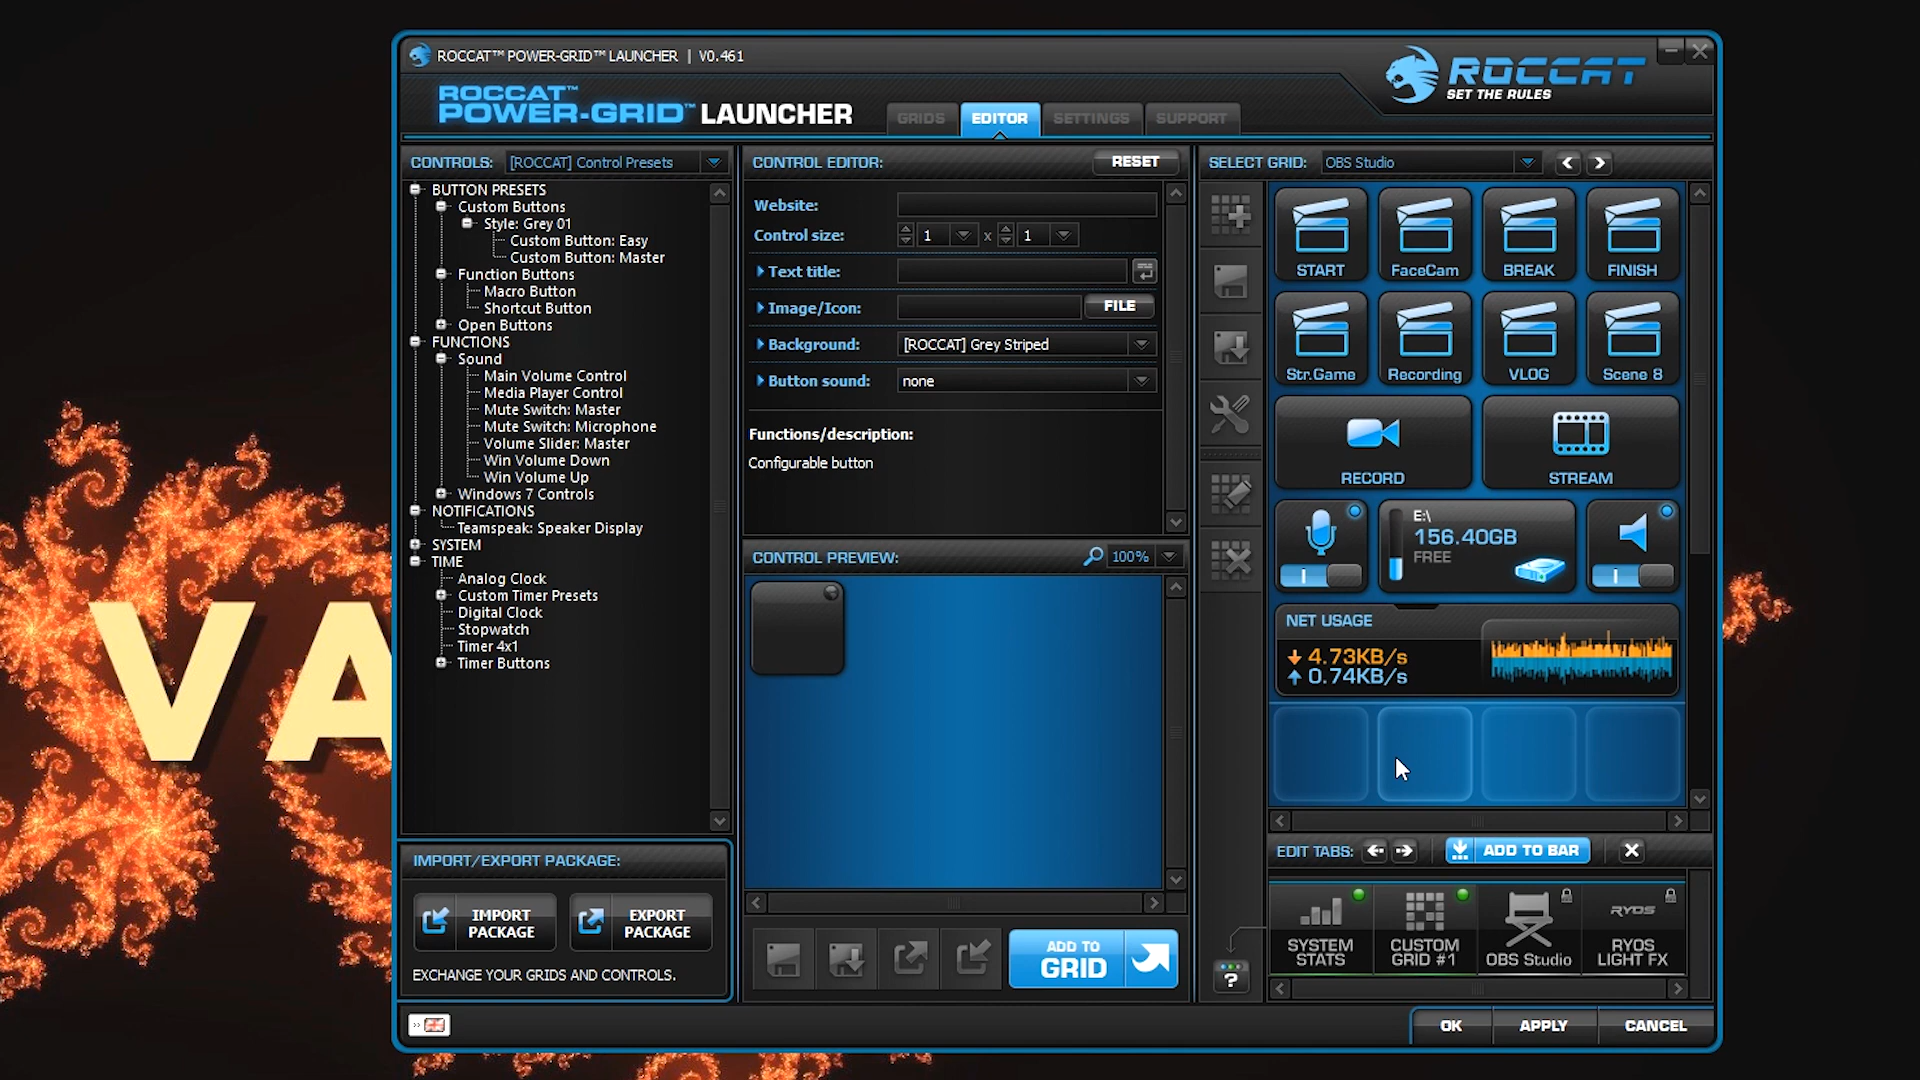 ROCCAT™ POWER-GRID™ LAUNCHER | V0.461
ROCCAT
SET THE RULES
ROCCAT™
POWER-GRID™ LAUNCHER
GRIDS
EDITOR
SETTINGS
SUPPORT
CONTROLS: [ROCCAT] Control Presets
BUTTON PRESETS
Custom Buttons
Style: Grey 01
Custom Button: Easy
Custom Button: Master
Function Buttons
Macro Button
Shortcut Button
Open Buttons
FUNCTIONS
Sound
Main Volume Control
Media Player Control
Mute Switch: Master
Mute Switch: Microphone
Volume Slider: Master
Win Volume Down
Win Volume Up
Windows 7 Controls
NOTIFICATIONS
Teamspeak: Speaker Display
SYSTEM
TIME
Analog Clock
Custom Timer Presets
Digital Clock
Stopwatch
Timer 4x1
Timer Buttons
IMPORT/EXPORT PACKAGE:
IMPORT
PACKAGE
EXPORT
PACKAGE
EXCHANGE YOUR GRIDS AND CONTROLS.
CONTROL EDITOR:
RESET
Website:
Control size: 1 x 1
Text title:
Image/Icon: FILE
Background: [ROCCAT] Grey Striped
Button sound: none
Functions/description:
Configurable button
CONTROL PREVIEW: 100%
ADD TO
GRID
SELECT GRID: OBS Studio
START FaceCam BREAK FINISH
Str.Game Recording VLOG Scene 8
RECORD STREAM
E:\
156.40GB
FREE
NET USAGE
4.73KB/s
0.74KB/s
EDIT TABS: ADD TO BAR
SYSTEM
STATS
CUSTOM
GRID #1
OBS Studio
RYOS
RYOS
LIGHT FX
?
OK APPLY CANCEL
VA